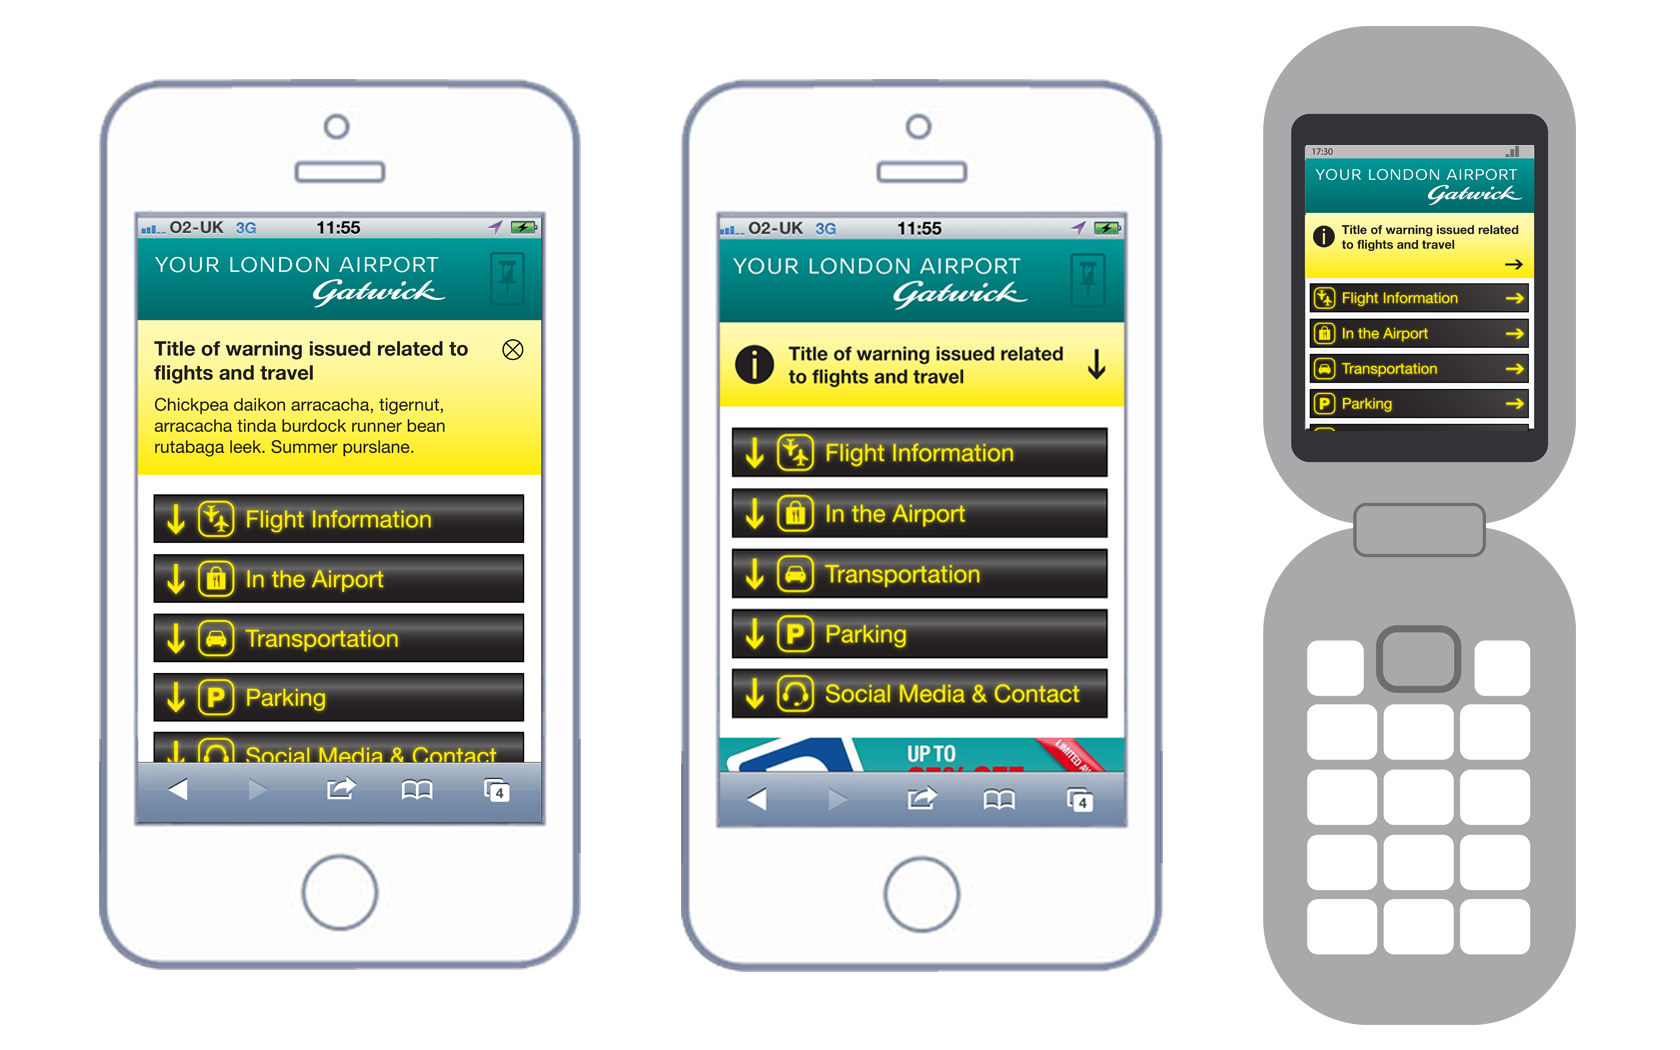 O2-UK 3G 11:55
YOUR LONDON AIRPORT
Gatwick
Title of warning issued related to
flights and travel
Chickpea daikon arracacha, tigernut,
arracacha tinda burdock runner bean
rutabaga leek. Summer purslane.
Flight Information
In the Airport
Transportation
P Parking
Social Media & Contact
4
O2-UK 3G 11:55
YOUR LONDON AIRPORT
Gatwick
i
Title of warning issued related
to flights and travel
Flight Information
In the Airport
Transportation
P Parking
Social Media & Contact
UP TO
LIMITED
4
17:30
YOUR LONDON AIRPORT
Gatwick
i
Title of warning issued related
to flights and travel
Flight Information
In the Airport
Transportation
P Parking